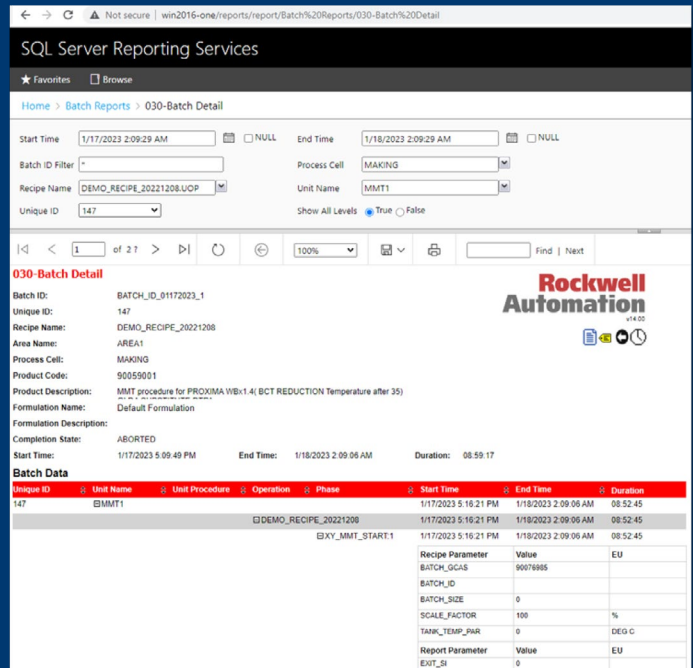 Not secure | win2016-one/reports/report/Batch%20Reports/030-Batch%20Detail
SQL Server Reporting Services
Favorites Browse
Home > Batch Reports > 030-Batch Detail
Start Time 1/17/2023 2:09:29 AM NULL End Time 1/18/2023 2:09:29 AM NULL
Batch ID Filter * Process Cell MAKING
Recipe Name DEMO_RECIPE_20221208.UOP Unit Name MMT1
Unique ID 147 Show All Levels True False
1 of 2 ? 100% Find | Next
030-Batch Detail
Rockwell
Automation
v14.00
Batch ID: BATCH_ID_01172023_1
Unique ID: 147
Recipe Name: DEMO_RECIPE_20221208
Area Name: AREA1
Process Cell: MAKING
Product Code: 90059001
Product Description: MMT procedure for PROXIMA WBx1.4( BCT REDUCTION Temperature after 35)
Formulation Name: Default Formulation
Formulation Description:
Completion State: ABORTED
Start Time: 1/17/2023 5:09:49 PM End Time: 1/18/2023 2:09:06 AM Duration: 08:59:17
Batch Data
Unique ID Unit Name Unit Procedure Operation Phase Start Time End Time Duration
147 MMT1 1/17/2023 5:16:21 PM 1/18/2023 2:09:06 AM 08:52:45
DEMO_RECIPE_20221208 1/17/2023 5:16:21 PM 1/18/2023 2:09:06 AM 08:52:45
XY_MMT_START:1 1/17/2023 5:16:21 PM 1/18/2023 2:09:06 AM 08:52:45
Recipe Parameter Value EU
BATCH_GCAS 90076985
BATCH_ID
BATCH_SIZE 0
SCALE_FACTOR 100 %
TANK_TEMP_PAR 0 DEG C
Report Parameter Value EU
EXIT_SI 0